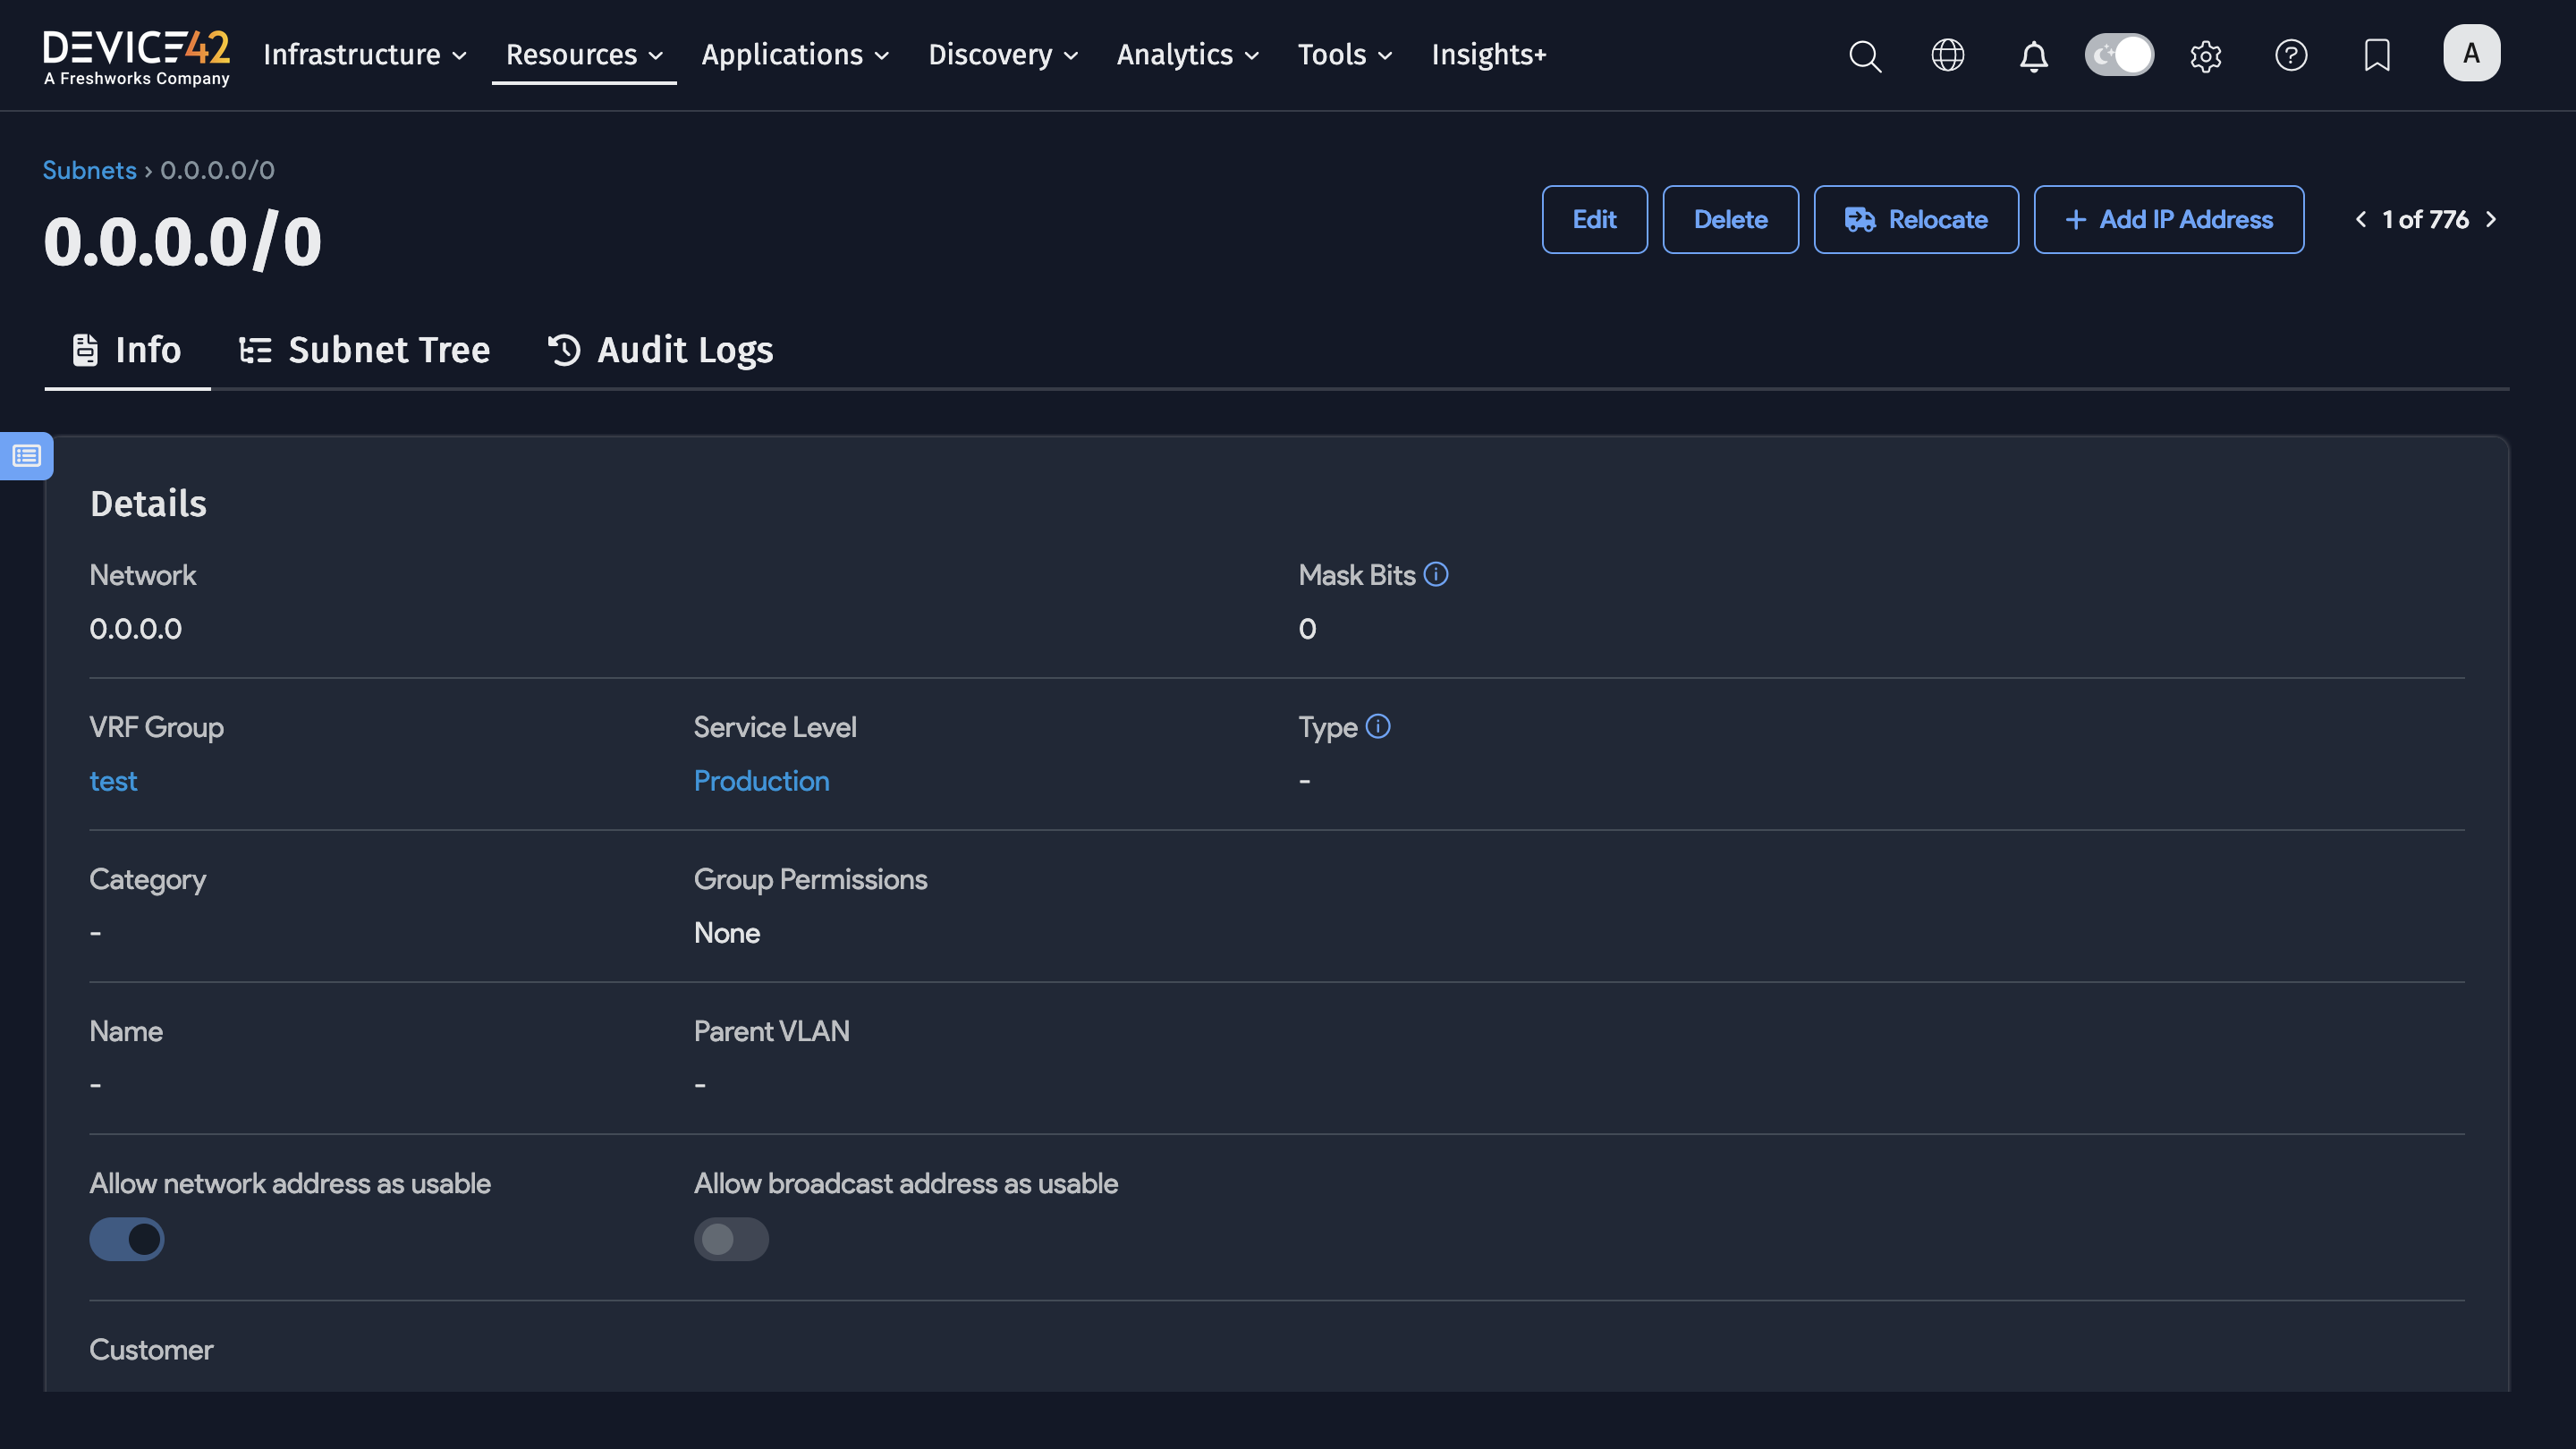 DEVICE42
A Freshworks Company
Infrastructure Resources Applications Discovery Analytics Tools Insights+
A
Subnets › 0.0.0.0/0
0.0.0.0/0
Edit Delete Relocate + Add IP Address 1 of 776
Info Subnet Tree Audit Logs
Details
Network Mask Bits
0.0.0.0 0
VRF Group Service Level Type
test Production -
Category Group Permissions
- None
Name Parent VLAN
- -
Allow network address as usable Allow broadcast address as usable
Customer